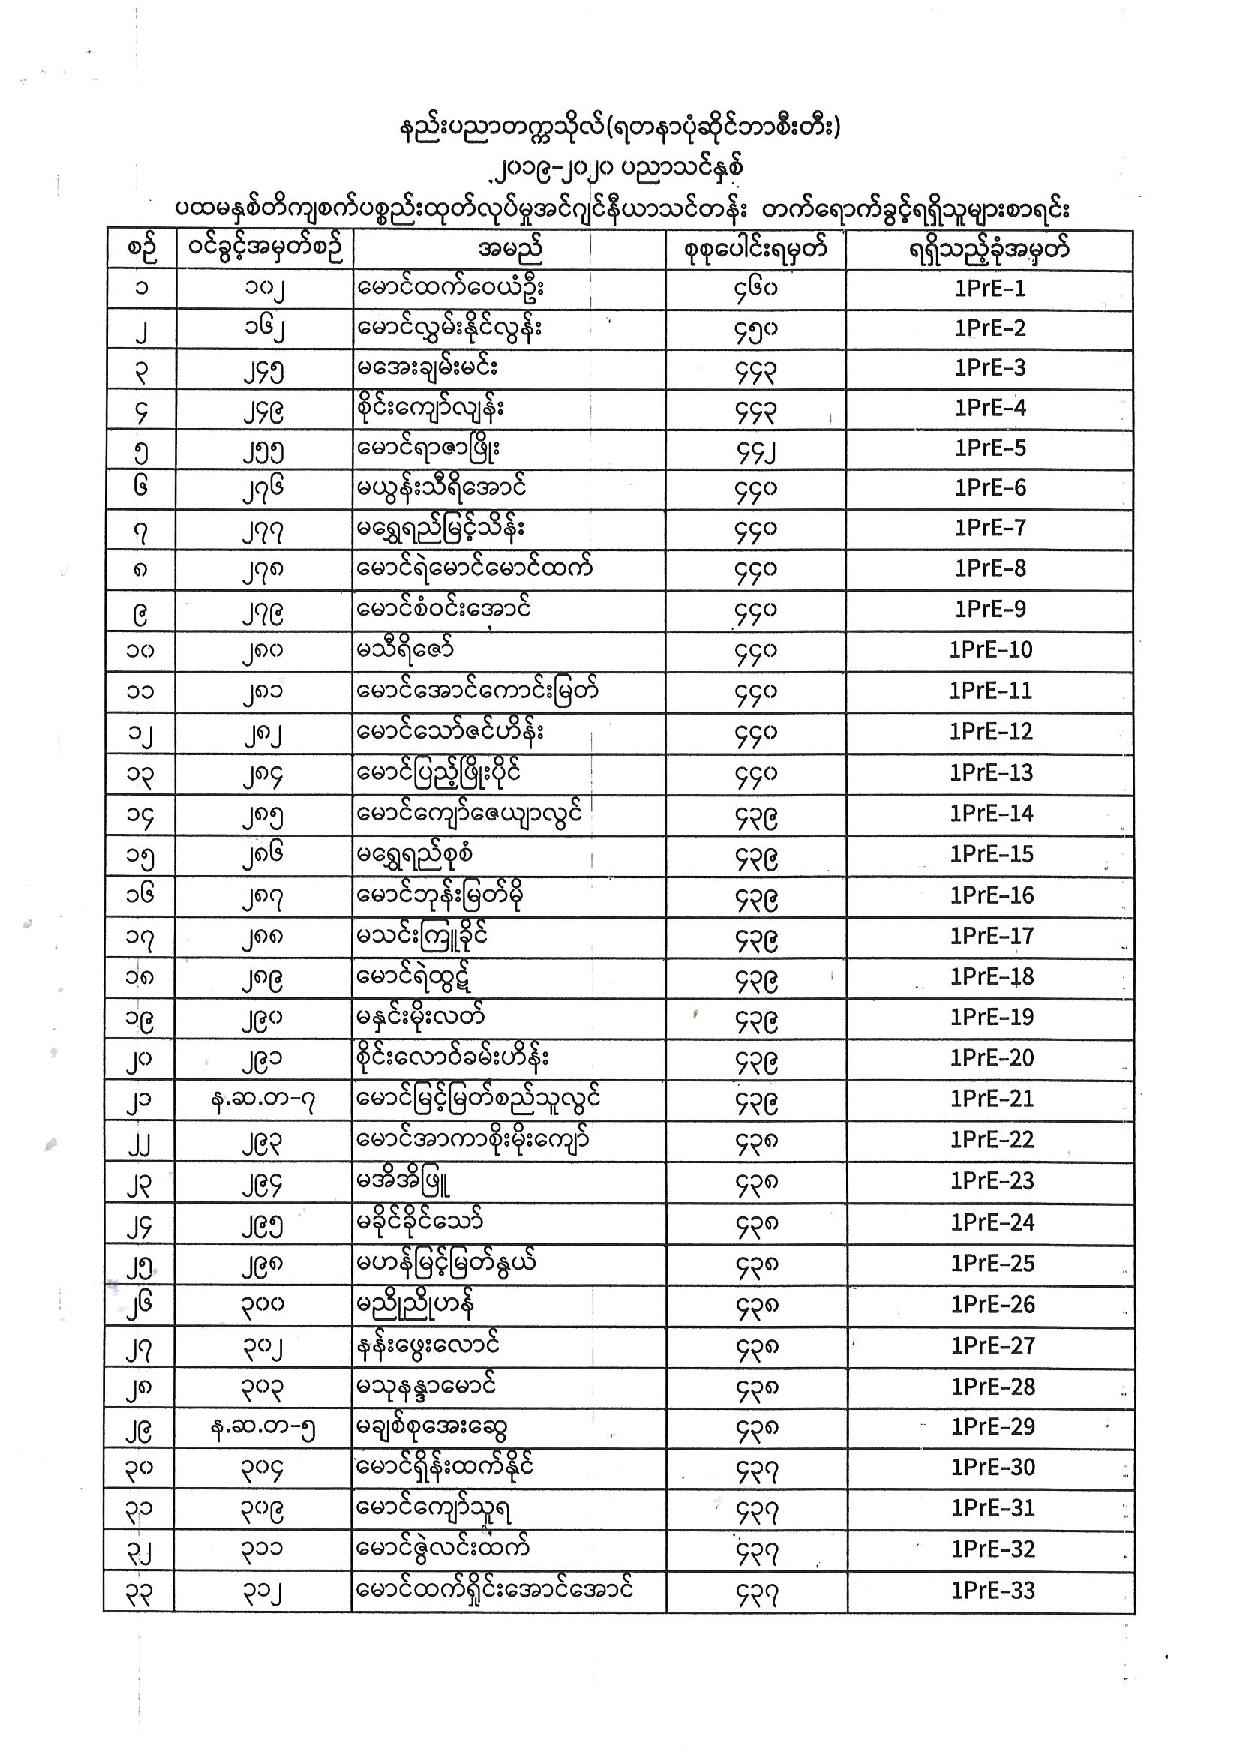 နည်းပညာတက္ကသိုလ်(ရတနာပုံဆိုင်ဘာစီးတီး)
၂၀၁၉-၂၀၂၀ ပညာသင်နှစ်
ပထမနှစ်တိကျစက်ပစ္စည်းထုတ်လုပ်မှုအင်ဂျင်နီယာသင်တန်း တက်ရောက်ခွင့်ရရှိသူများစာရင်း
စဉ် ဝင်ခွင့်အမှတ်စဉ် အမည် စုစုပေါင်းရမှတ် ရရှိသည့်ခုံအမှတ်
၁ ၁၀၂ မောင်ထက်ဝေယံဦး ၄၆၀ 1PrE-1
၂ ၁၆၂ မောင်လွှမ်းနိုင်လွန်း ၄၅၀ 1PrE-2
၃ ၂၄၅ မအေးချမ်းမင်း ၄၄၃ 1PrE-3
၄ ၂၄၉ စိုင်းကျော်လျန်း ၄၄၃ 1PrE-4
၅ ၂၅၅ မောင်ရာဇာဖြိုး ၄၄၂ 1PrE-5
၆ ၂၇၆ မယွန်းသီရိအောင် ၄၄၀ 1PrE-6
၇ ၂၇၇ မရွှေရည်မြင့်သိန်း ၄၄၀ 1PrE-7
၈ ၂၇၈ မောင်ရဲမောင်မောင်ထက် ၄၄၀ 1PrE-8
၉ ၂၇၉ မောင်စံဝင်းအောင် ၄၄၀ 1PrE-9
၁၀ ၂၈၀ မသီရိဇော် ၄၄၀ 1PrE-10
၁၁ ၂၈၁ မောင်အောင်ကောင်းမြတ် ၄၄၀ 1PrE-11
၁၂ ၂၈၂ မောင်သော်ဇင်ဟိန်း ၄၄၀ 1PrE-12
၁၃ ၂၈၄ မောင်ပြည့်ဖြိုးပိုင် ၄၄၀ 1PrE-13
၁၄ ၂၈၅ မောင်ကျော်ဇေယျာလွင် ၄၃၉ 1PrE-14
၁၅ ၂၈၆ မရွှေရည်စုစံ ၄၃၉ 1PrE-15
၁၆ ၂၈၇ မောင်ဘုန်းမြတ်မို ၄၃၉ 1PrE-16
၁၇ ၂၈၈ မသင်းကြူခိုင် ၄၃၉ 1PrE-17
၁၈ ၂၈၉ မောင်ရဲထွဋ် ၄၃၉ 1PrE-18
၁၉ ၂၉၀ မနှင်းမိုးလတ် ၄၃၉ 1PrE-19
၂၀ ၂၉၁ စိုင်းလောဝ်ခမ်းဟိန်း ၄၃၉ 1PrE-20
၂၁ န.ဆ.တ-၇ မောင်မြင့်မြတ်စည်သူလွင် ၄၃၉ 1PrE-21
၂၂ ၂၉၃ မောင်အာကာစိုးမိုးကျော် ၄၃၈ 1PrE-22
၂၃ ၂၉၄ မအိအိဖြူ ၄၃၈ 1PrE-23
၂၄ ၂၉၅ မခိုင်ခိုင်သော် ၄၃၈ 1PrE-24
၂၅ ၂၉၈ မဟန်မြင့်မြတ်နွယ် ၄၃၈ 1PrE-25
၂၆ ၃၀၀ မညိုညိုဟန် ၄၃၈ 1PrE-26
၂၇ ၃၀၂ နန်းဖွေးလောင် ၄၃၈ 1PrE-27
၂၈ ၃၀၃ မသုနန္ဒာမောင် ၄၃၈ 1PrE-28
၂၉ န.ဆ.တ-၅ မချစ်စုအေးဆွေ ၄၃၈ 1PrE-29
၃၀ ၃၀၄ မောင်ရှိန်းထက်နိုင် ၄၃၇ 1PrE-30
၃၁ ၃၀၉ မောင်ကျော်သူရ ၄၃၇ 1PrE-31
၃၂ ၃၁၁ မောင်ဇွဲလင်းထက် ၄၃၇ 1PrE-32
၃၃ ၃၁၂ မောင်ထက်ရှိုင်းအောင်အောင် ၄၃၇ 1PrE-33